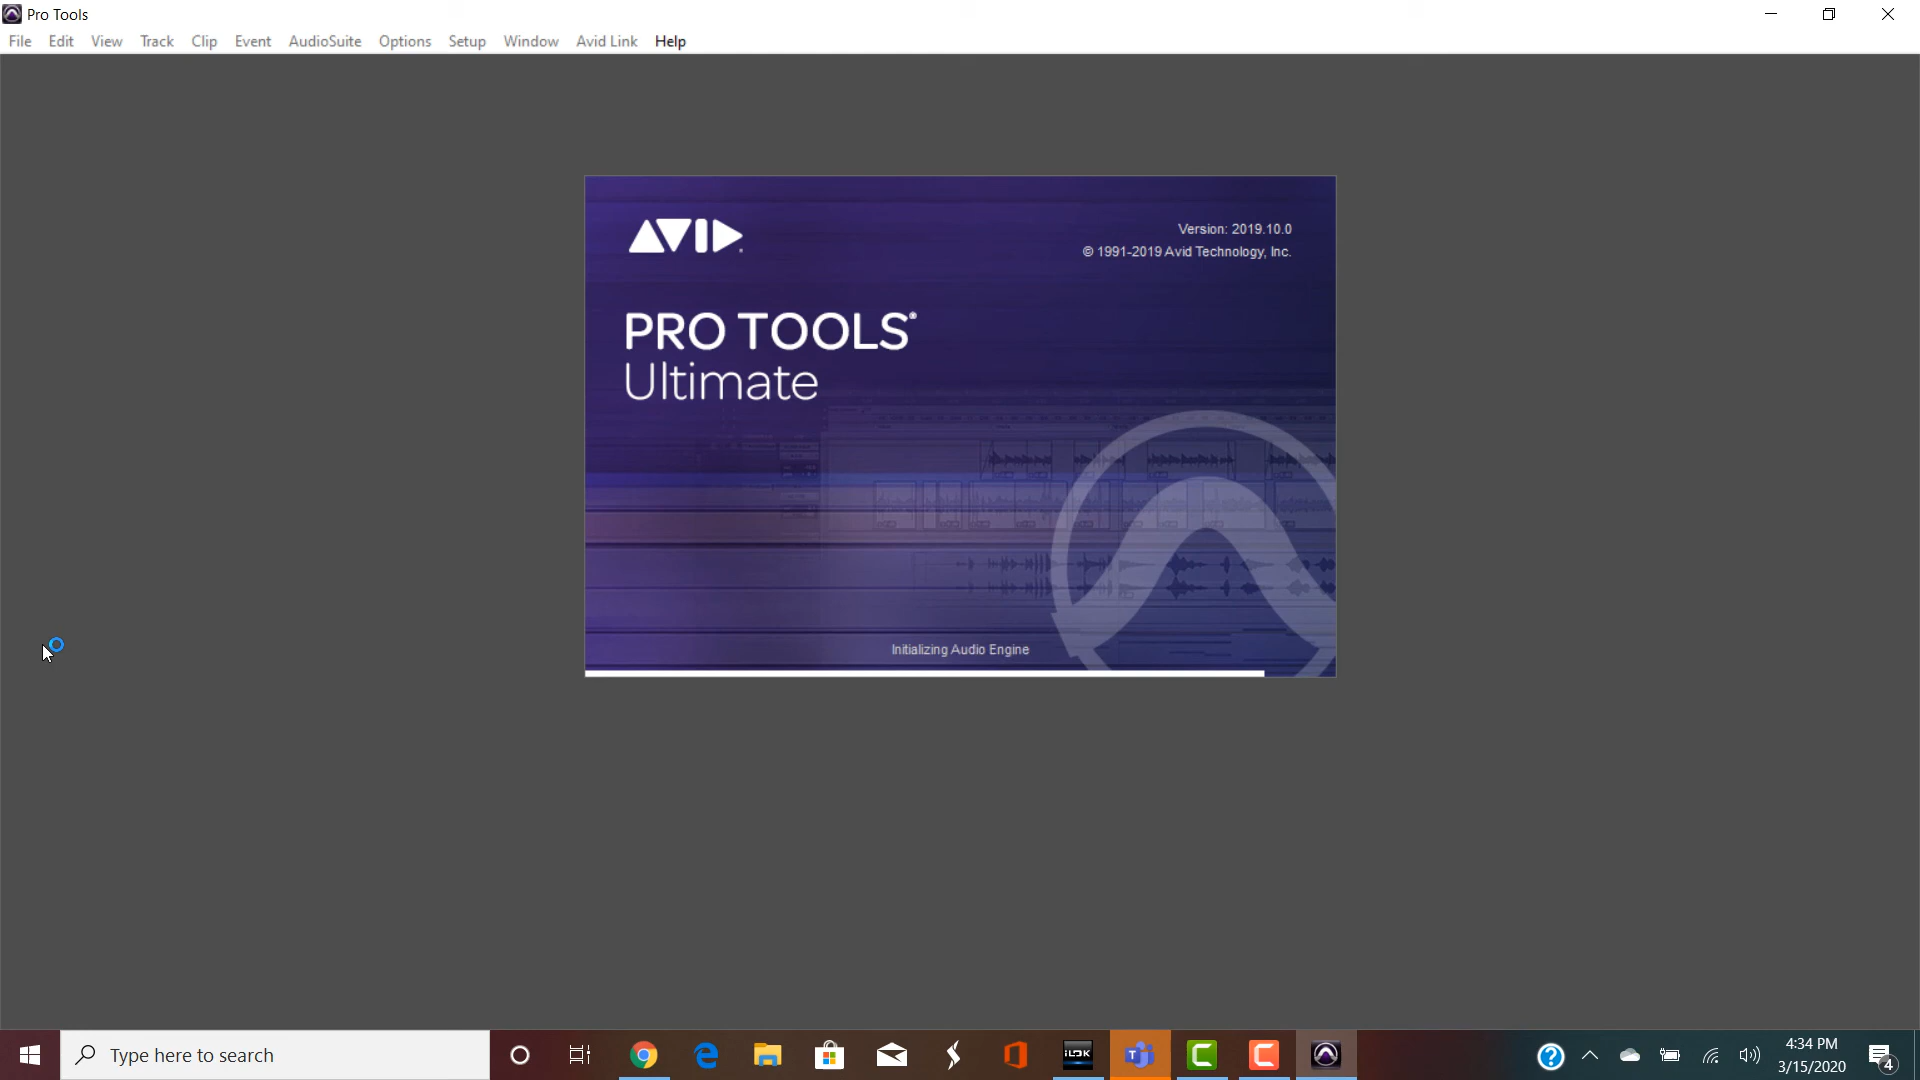 Pro Tools
File Edit View Track Clip Event AudioSuite Options Setup Window Avid Link Help
AVID
Version: 2019.10.0
© 1991-2019 Avid Technology, Inc.
PRO TOOLS®
Ultimate
Initializing Audio Engine
Type here to search
iLOK
T
4:34 PM
3/15/2020
4